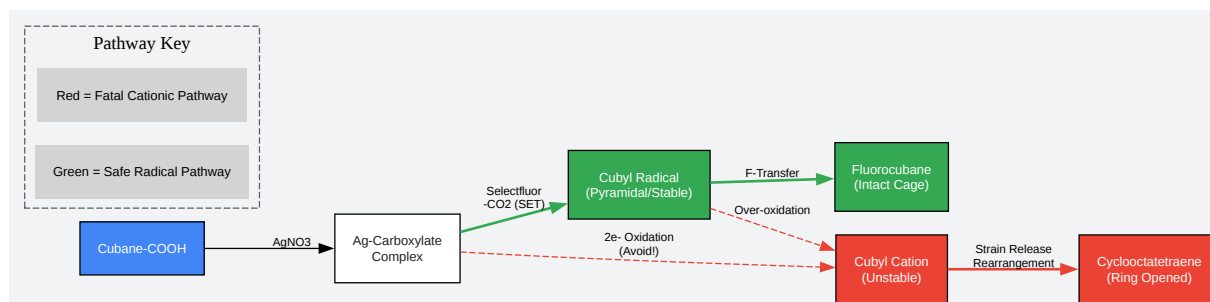 Pathway Key
Red = Fatal Cationic Pathway
Green = Safe Radical Pathway
Cubane-COOH
AgNO3
Ag-Carboxylate
Complex
Selectfluor
-CO2 (SET)
2e- Oxidation
(Avoid!)
Cubyl Radical
(Pyramidal/Stable)
F-Transfer
Over-oxidation
Fluorocubane
(Intact Cage)
Cubyl Cation
(Unstable)
Strain Release
Rearrangement
Cyclooctatetraene
(Ring Opened)